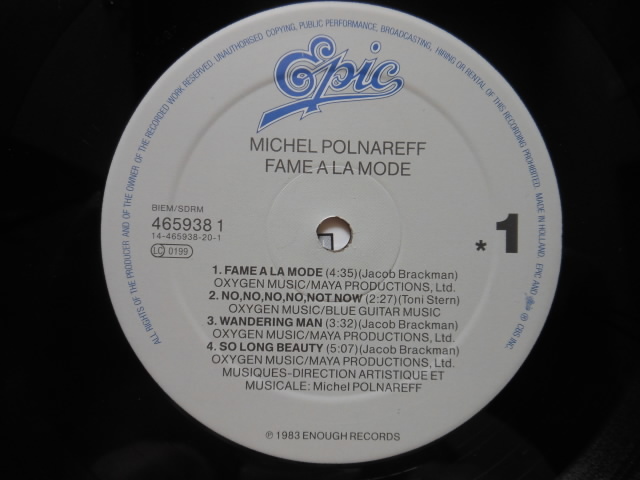 ALL RIGHTS OF THE PRODUCER AND OF THE OWNER OF THE RECORDED WORK RESERVED. UNAUTHORISED COPYING, PUBLIC PERFORMANCE, BROADCASTING, HIRING OR RENTAL OF THIS RECORDING PROHIBITED. MADE IN HOLLAND. EPIC AND Epic ® CBS INC.
Epic
MICHEL POLNAREFF
FAME A LA MODE
BIEM/SDRM
465938 1
14-465938-20-1
LC 0199
* 1
1. FAME A LA MODE (4:35) (Jacob Brackman)
OXYGEN MUSIC/MAYA PRODUCTIONS, Ltd.
2. NO, NO, NO, NO, NOT NOW (2:27) (Toni Stern)
OXYGEN MUSIC/BLUE GUITAR MUSIC
3. WANDERING MAN (3:32) (Jacob Brackman)
OXYGEN MUSIC/MAYA PRODUCTIONS, Ltd.
4. SO LONG BEAUTY (5:07) (Jacob Brackman)
OXYGEN MUSIC/MAYA PRODUCTIONS, Ltd.
MUSIQUES-DIRECTION ARTISTIQUE ET
MUSICALE: Michel POLNAREFF
℗ 1983 ENOUGH RECORDS